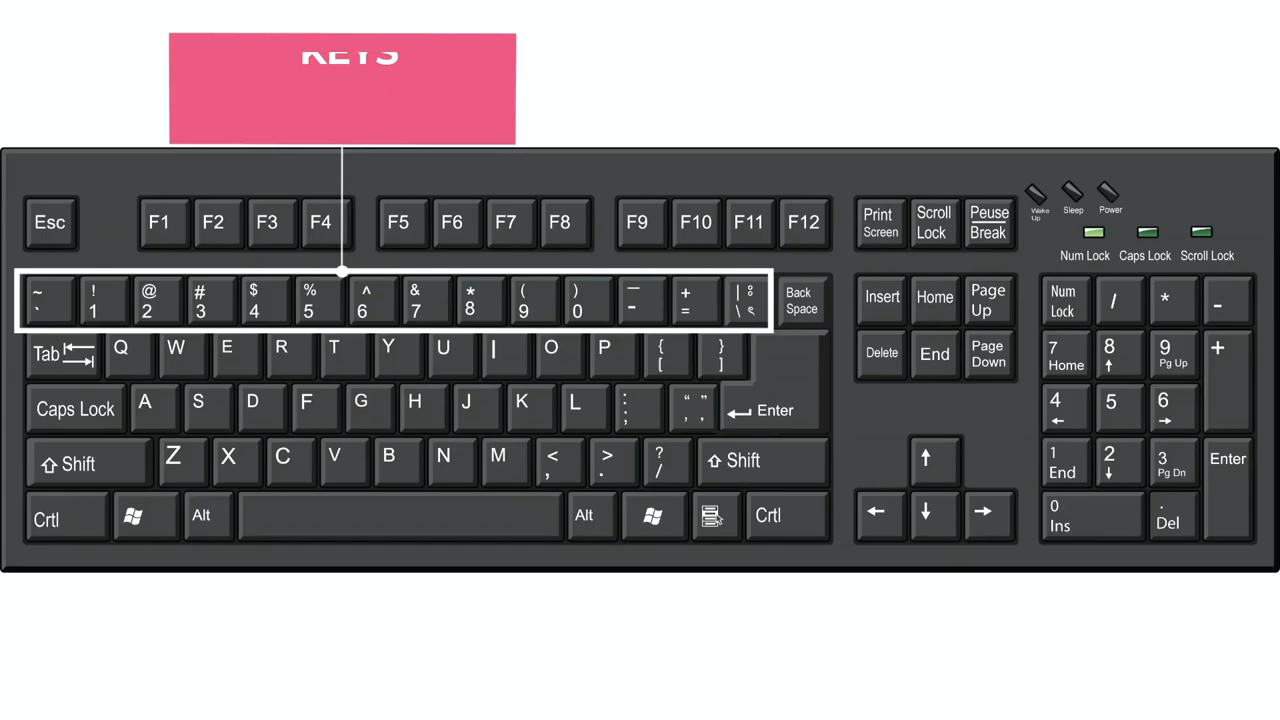 KEYS
Esc F1 F2 F3 F4 F5 F6 F7 F8 F9 F10 F11 F12 Print Screen Scroll Lock Peuse Break Wake Up Sleep Power
Num Lock Caps Lock Scroll Lock
~ ` ! 1 @ 2 # 3 $ 4 % 5 ^ 6 & 7 * 8 ( 9 ) 0 — - + = | \ Back Space Insert Home Page Up Num Lock / * -
Tab Q W E R T Y U I O P { [ } ] Delete End Page Down 7 Home 8 ↑ 9 Pg Up +
Caps Lock A S D F G H J K L : ; “ ” , , Enter 4 ← 5 6 →
Shift Z X C V B N M < , > . ? / Shift ↑ 1 End 2 ↓ 3 Pg Dn Enter
Crtl Alt Alt Crtl ← ↓ → 0 Ins . Del